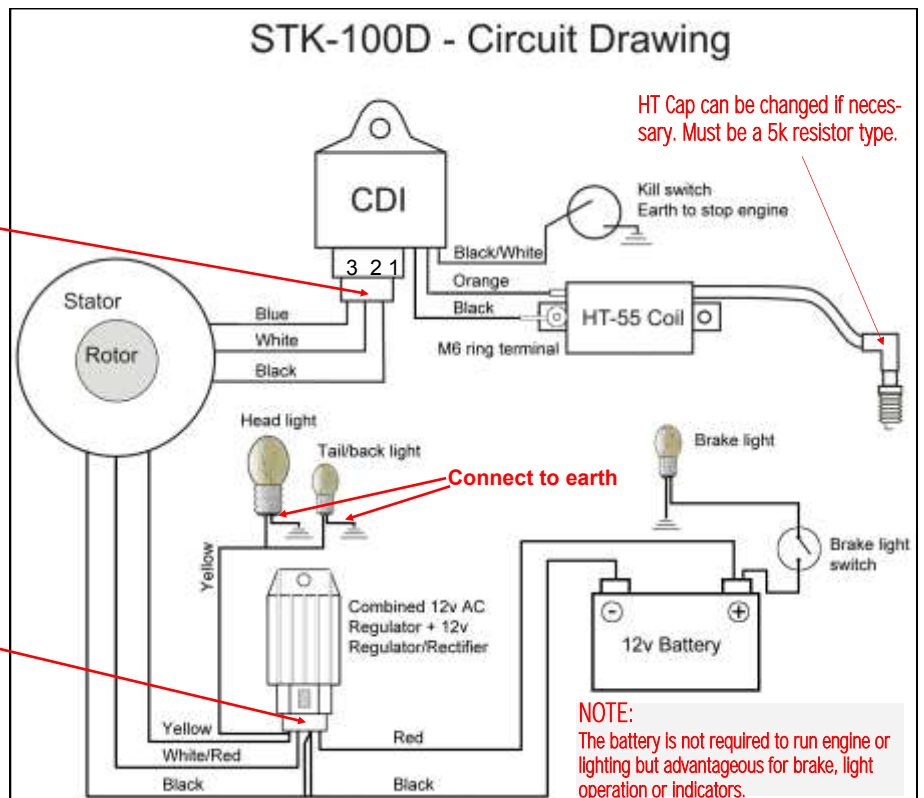 STK-100D - Circuit Drawing
HT Cap can be changed if neces-
sary. Must be a 5k resistor type.
CDI
Kill switch
Earth to stop engine
Black/White
3 2 1
Orange
Stator
Blue
Black
HT-55 Coil
White
M6 ring terminal
Rotor
Black
Head light
Tail/back light
Brake light
Connect to earth
Yellow
Brake light
switch
Combined 12v AC
Regulator + 12v
Regulator/Rectifier
- +
12v Battery
Yellow
Red
White/Red
Black
Black
NOTE:
The battery is not required to run engine or
lighting but advantageous for brake, light
operation or indicators.